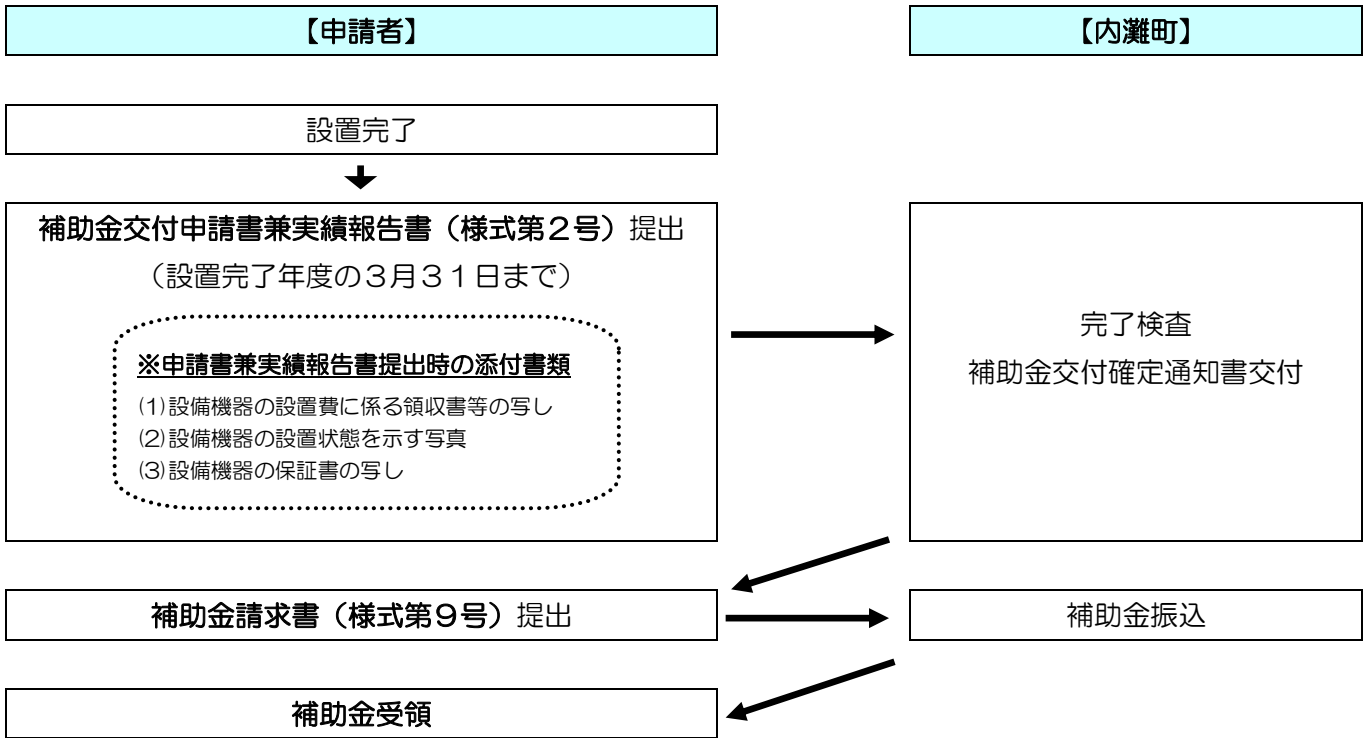 【申請者】
【内灘町】
設置完了
補助金交付申請書兼実績報告書（様式第２号）提出
（設置完了年度の３月３１日まで）
※申請書兼実績報告書提出時の添付書類
⑴設備機器の設置費に係る領収書等の写し
⑵設備機器の設置状態を示す写真
⑶設備機器の保証書の写し
完了検査
補助金交付確定通知書交付
補助金請求書（様式第９号）提出
補助金振込
補助金受領